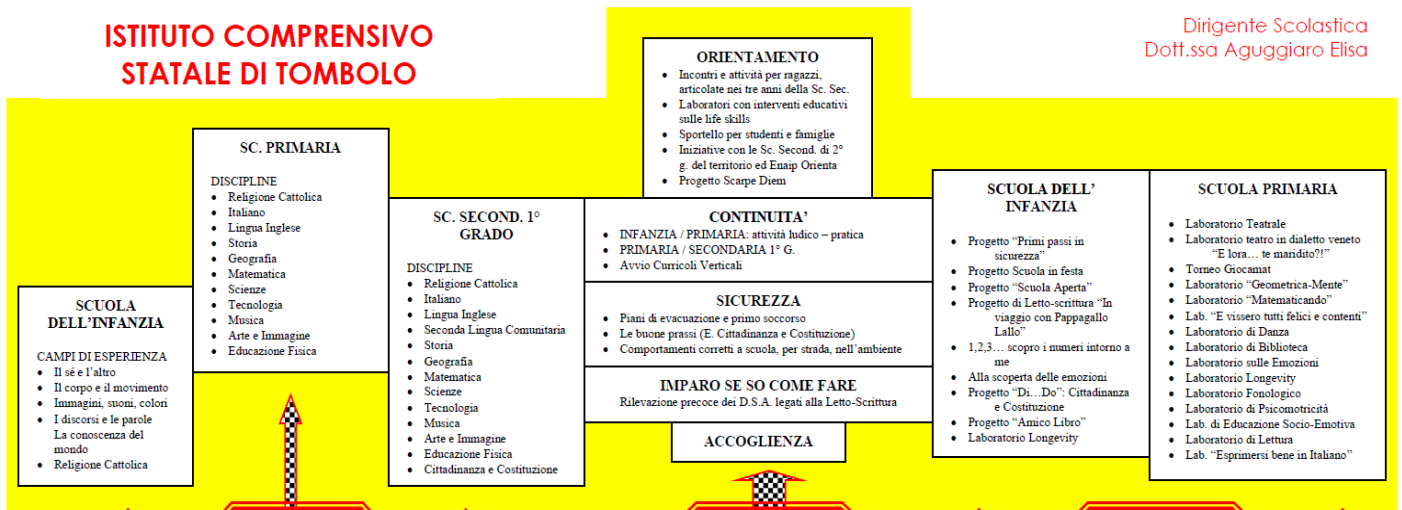 ISTITUTO COMPRENSIVO
STATALE DI TOMBOLO
Dirigente Scolastica
Dott.ssa Aguggiaro Elisa
SCUOLA
DELL'INFANZIA
CAMPI DI ESPERIENZA
• Il sé e l'altro
• Il corpo e il movimento
• Immagini, suoni, colori
• I discorsi e le parole
La conoscenza del
mondo
• Religione Cattolica
SC. PRIMARIA
DISCIPLINE
• Religione Cattolica
• Italiano
• Lingua Inglese
• Storia
• Geografia
• Matematica
• Scienze
• Tecnologia
• Musica
• Arte e Immagine
• Educazione Fisica
SC. SECOND. 1°
GRADO
DISCIPLINE
• Religione Cattolica
• Italiano
• Lingua Inglese
• Seconda Lingua Comunitaria
• Storia
• Geografia
• Matematica
• Scienze
• Tecnologia
• Musica
• Arte e Immagine
• Educazione Fisica
• Cittadinanza e Costituzione
ORIENTAMENTO
• Incontri e attività per ragazzi,
articolate nei tre anni della Sc. Sec.
• Laboratori con interventi educativi
sulle life skills
• Sportello per studenti e famiglie
• Iniziative con le Sc. Second. di 2°
g. del territorio ed Enaip Orienta
• Progetto Scarpe Diem
CONTINUITA'
• INFANZIA / PRIMARIA: attività ludico – pratica
• PRIMARIA / SECONDARIA 1° G.
• Avvio Curricoli Verticali
SICUREZZA
• Piani di evacuazione e primo soccorso
• Le buone prassi (E. Cittadinanza e Costituzione)
• Comportamenti corretti a scuola, per strada, nell'ambiente
IMPARO SE SO COME FARE
Rilevazione precoce dei D.S.A. legati alla Letto-Scrittura
ACCOGLIENZA
SCUOLA DELL'
INFANZIA
• Progetto "Primi passi in
sicurezza"
• Progetto Scuola in festa
• Progetto "Scuola Aperta"
• Progetto di Letto-scrittura "In
viaggio con Pappagallo
Lallo"
• 1,2,3… scopro i numeri intorno a
me
• Alla scoperta delle emozioni
• Progetto "Di…Do": Cittadinanza
e Costituzione
• Progetto "Amico Libro"
• Laboratorio Longevity
SCUOLA PRIMARIA
• Laboratorio Teatrale
• Laboratorio teatro in dialetto veneto
"E lora… te maridito?!"
• Torneo Giocamat
• Laboratorio "Geometrica-Mente"
• Laboratorio "Matematicando"
• Lab. "E vissero tutti felici e contenti"
• Laboratorio di Danza
• Laboratorio di Biblioteca
• Laboratorio sulle Emozioni
• Laboratorio Longevity
• Laboratorio Fonologico
• Laboratorio di Psicomotricità
• Lab. di Educazione Socio-Emotiva
• Laboratorio di Lettura
• Lab. "Esprimersi bene in Italiano"